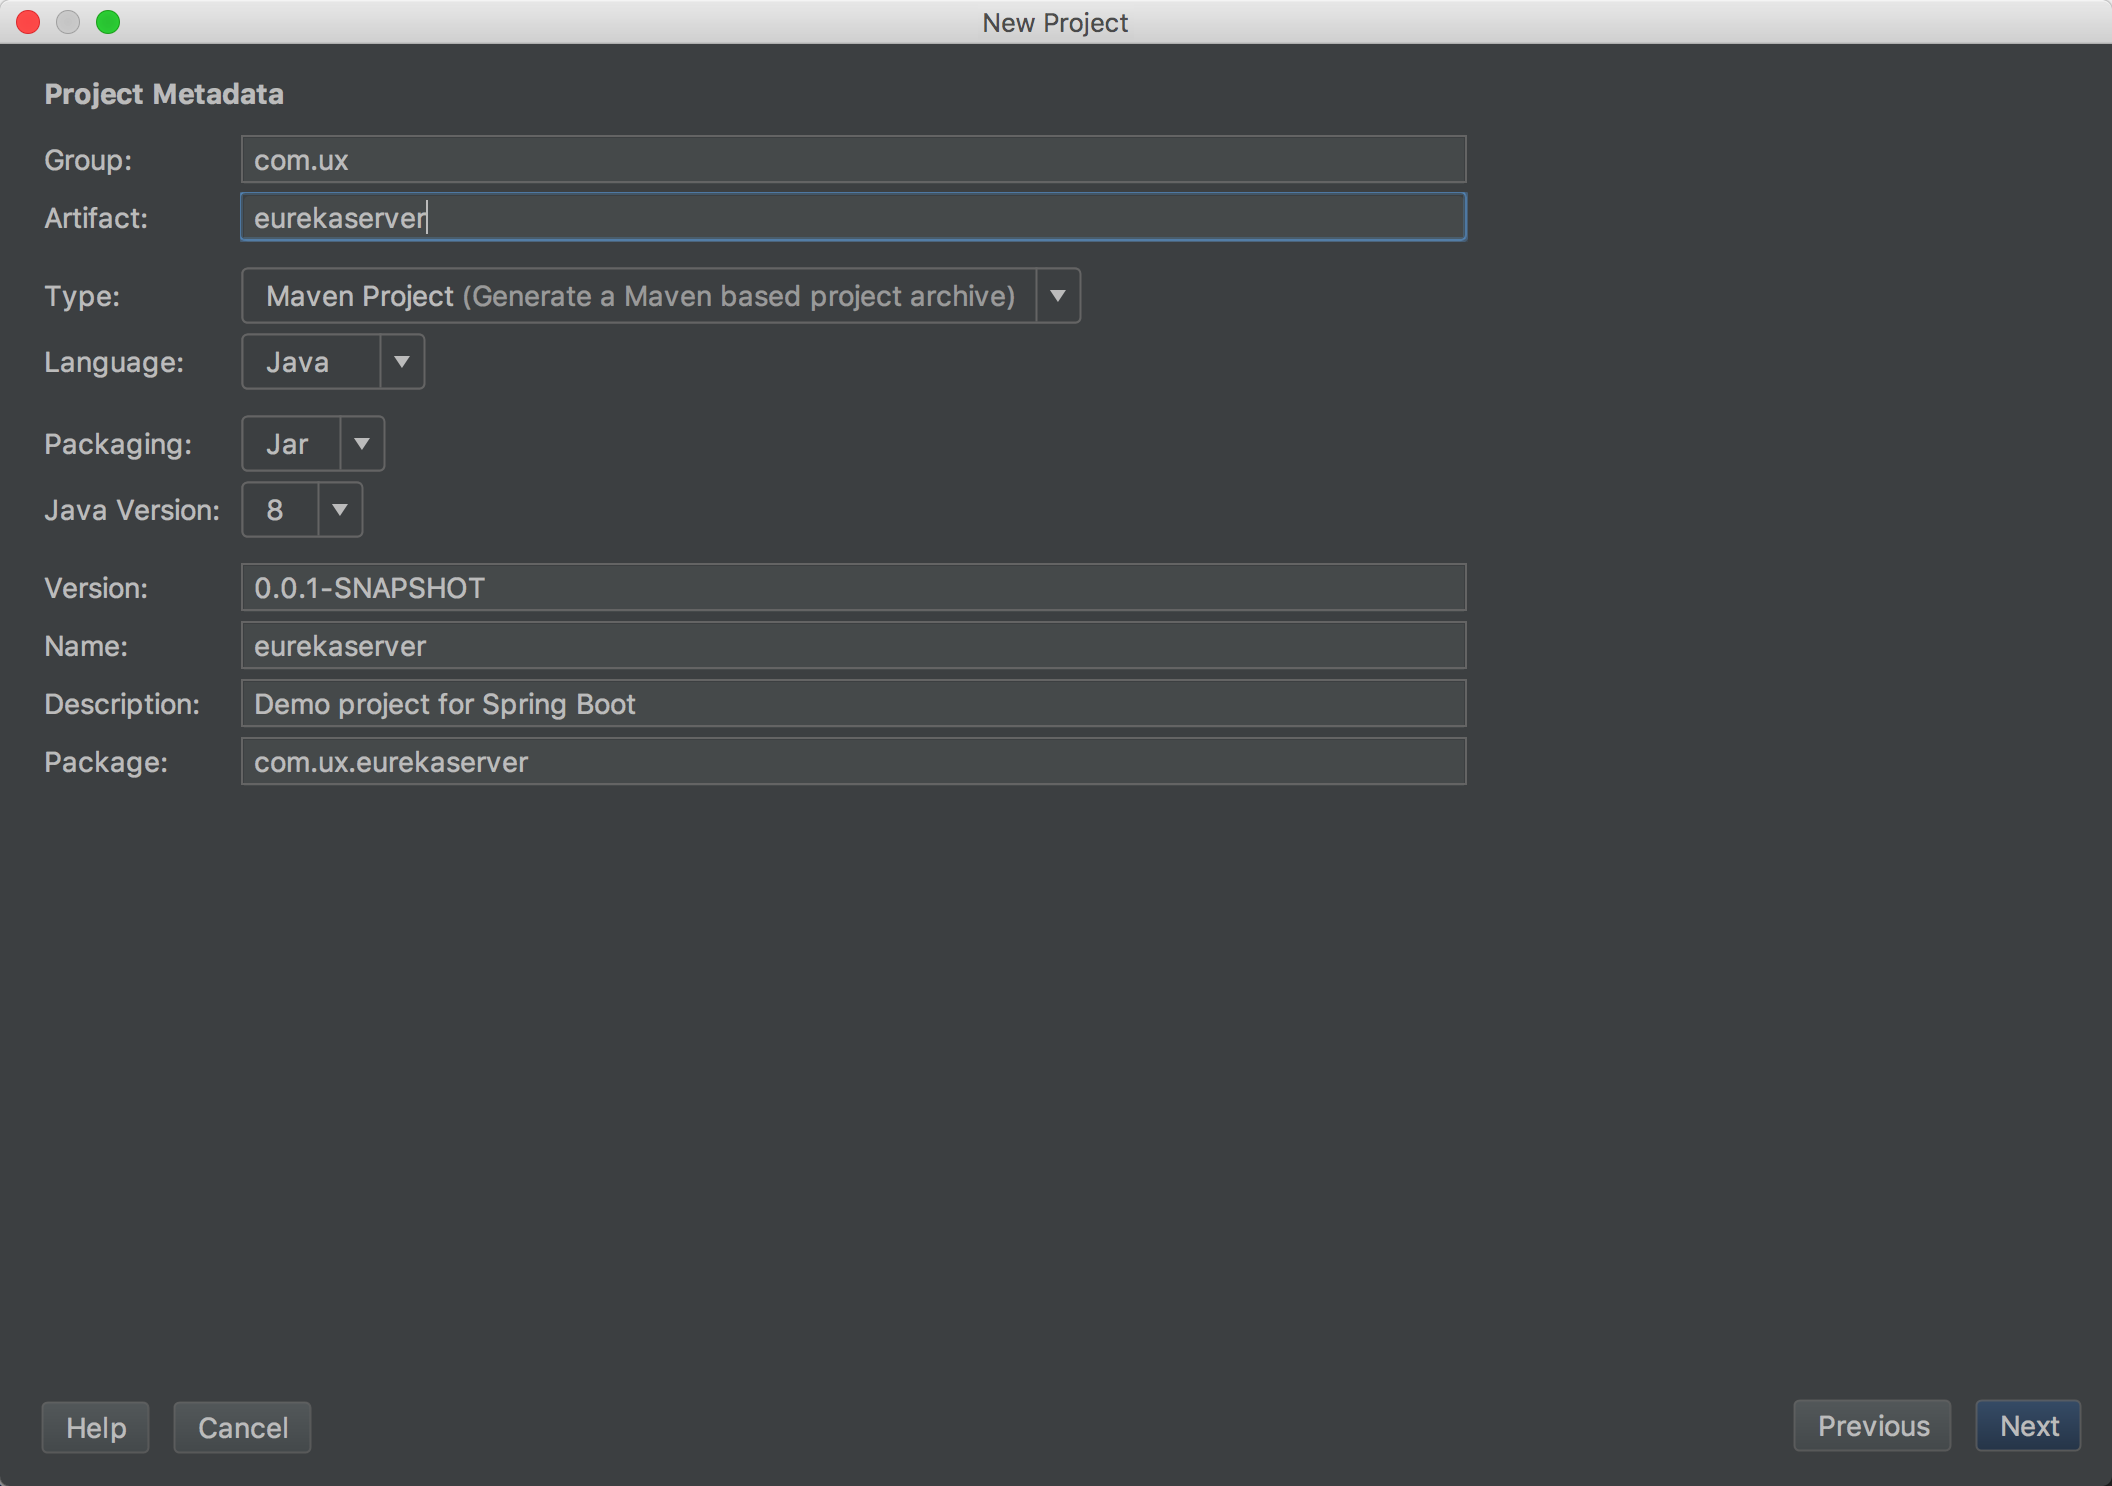 New Project
Project Metadata
Group: com.ux
Artifact: eurekaserver
Type: Maven Project (Generate a Maven based project archive)
Language: Java
Packaging: Jar
Java Version: 8
Version: 0.0.1-SNAPSHOT
Name: eurekaserver
Description: Demo project for Spring Boot
Package: com.ux.eurekaserver
Help Cancel Previous Next